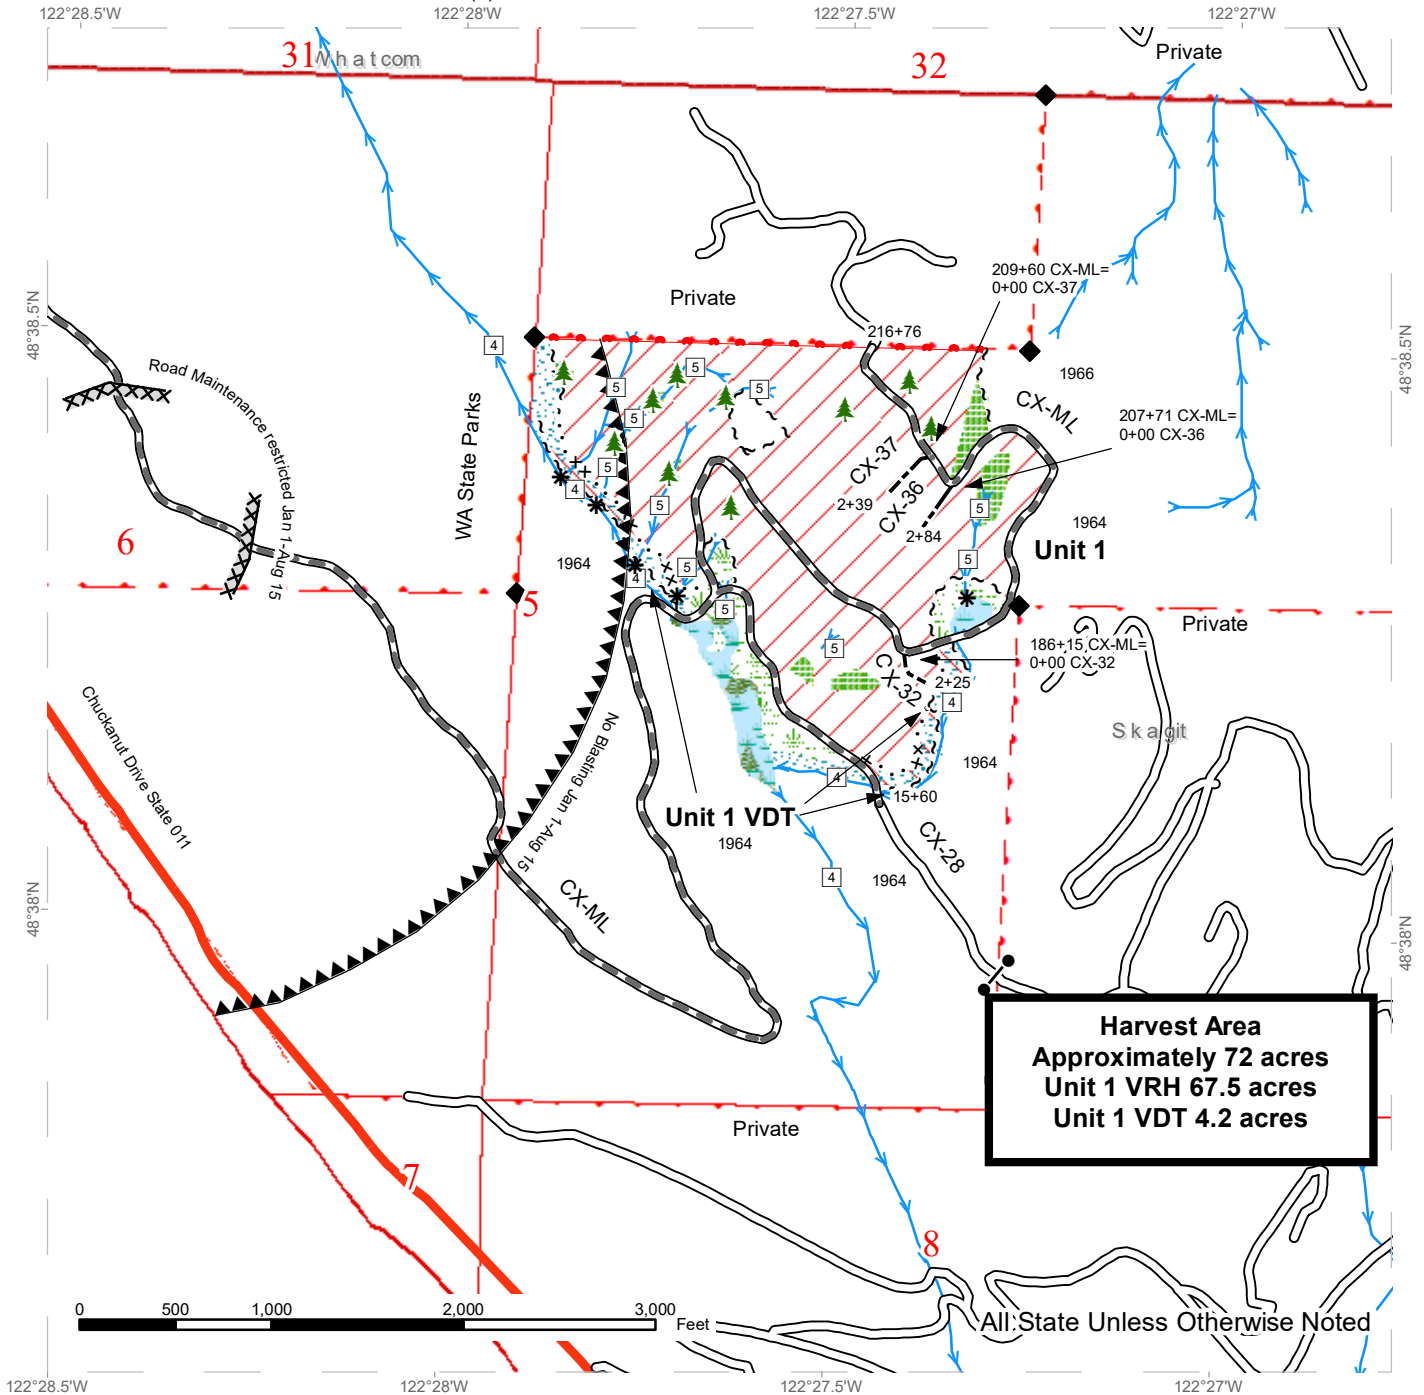 122°28.5'W
122°28'W
122°27.5'W
122°27'W
31
Whatcom
32
Private
209+60 CX-ML=
0+00 CX-37
Private
216+76
48°38.5'N
48°38.5'N
4
Road Maintenance restricted Jan 1-Aug 15
WA State Parks
5
5
5
5
1966
CX-ML
207+71 CX-ML=
0+00 CX-36
CX-37
5
4
CX-36
2+39
5
5
2+84
1964
Unit 1
6
1964
5
4
5
5
5
Private
186+15 CX-ML=
0+00 CX-32
5
CX-32
2+25
4
Chuckanut Drive State 011
No Blasting Jan 1-Aug 15
Skagit
1964
4
15+60
Unit 1 VDT
1964
CX-28
4
1964
CX-ML
48°38'N
48°38'N
Harvest Area
Approximately 72 acres
Unit 1 VRH 67.5 acres
Unit 1 VDT 4.2 acres
Private
7
8
0
500
1,000
2,000
3,000
Feet
All State Unless Otherwise Noted
122°28.5'W
122°28'W
122°27.5'W
122°27'W